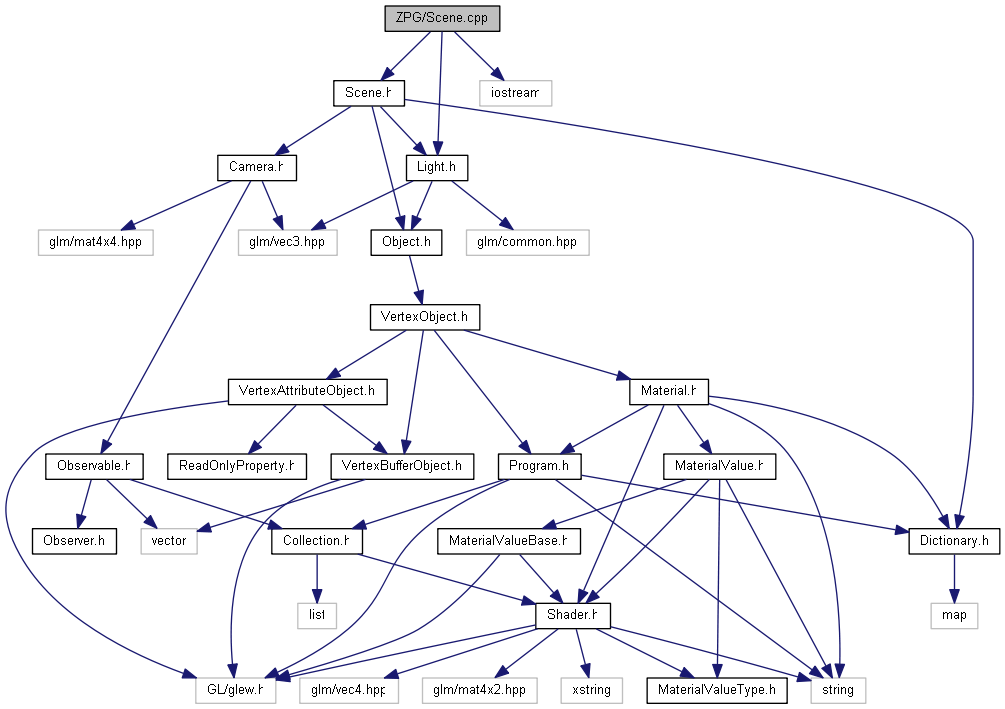 ZPG/Scene.cpp
Scene.h
iostream
Camera.h
Light.h
glm/mat4x4.hpp
glm/vec3.hpp
Object.h
glm/common.hpp
VertexObject.h
VertexAttributeObject.h
Material.h
Observable.h
ReadOnlyProperty.h
VertexBufferObject.h
Program.h
MaterialValue.h
Observer.h
vector
Collection.h
MaterialValueBase.h
Dictionary.h
list
Shader.h
map
GL/glew.h
glm/vec4.hpp
glm/mat4x2.hpp
xstring
MaterialValueType.h
string